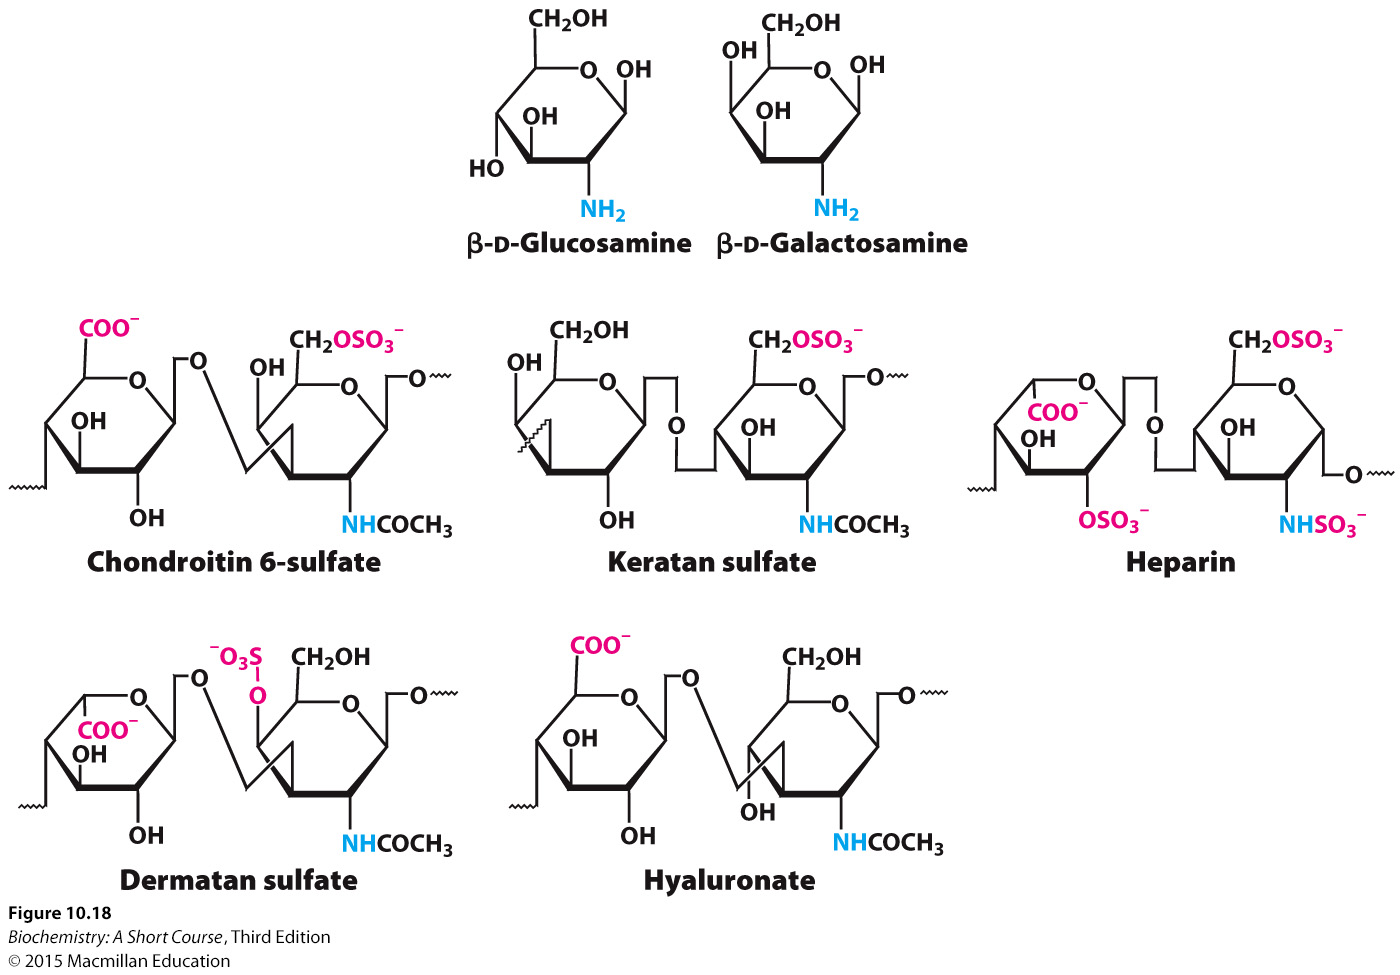 CH₂OH
O OH
OH
HO
NH₂
β-D-Glucosamine
CH₂OH
OH
O OH
OH
NH₂
β-D-Galactosamine
COO⁻
O
O
OH
OH
CH₂OSO₃⁻
OH
O
O
NHCOCH₃
Chondroitin 6-sulfate
CH₂OH
OH
O
O
OH
CH₂OSO₃⁻
O
O
OH
NHCOCH₃
Keratan sulfate
O
COO⁻
OH
O
OSO₃⁻
CH₂OSO₃⁻
O
OH
O
NHSO₃⁻
Heparin
O
O
COO⁻
OH
OH
⁻O₃S
O
CH₂OH
O
O
NHCOCH₃
Dermatan sulfate
COO⁻
O
O
OH
OH
CH₂OH
O
O
OH
NHCOCH₃
Hyaluronate
Figure 10.18
Biochemistry: A Short Course, Third Edition
© 2015 Macmillan Education